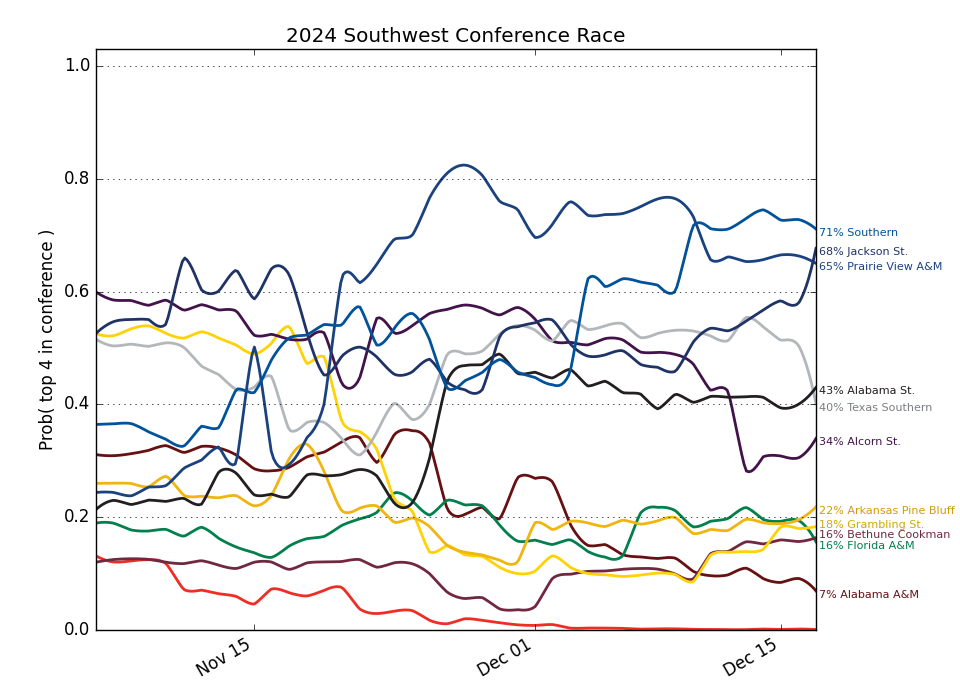 2024 Southwest Conference Race
Prob( top 4 in conference )
1.0
0.8
0.6
0.4
0.2
0.0
Nov 15
Dec 01
Dec 15
71% Southern
68% Jackson St.
65% Prairie View A&M
43% Alabama St.
40% Texas Southern
34% Alcorn St.
22% Arkansas Pine Bluff
18% Grambling St.
16% Bethune Cookman
16% Florida A&M
7% Alabama A&M